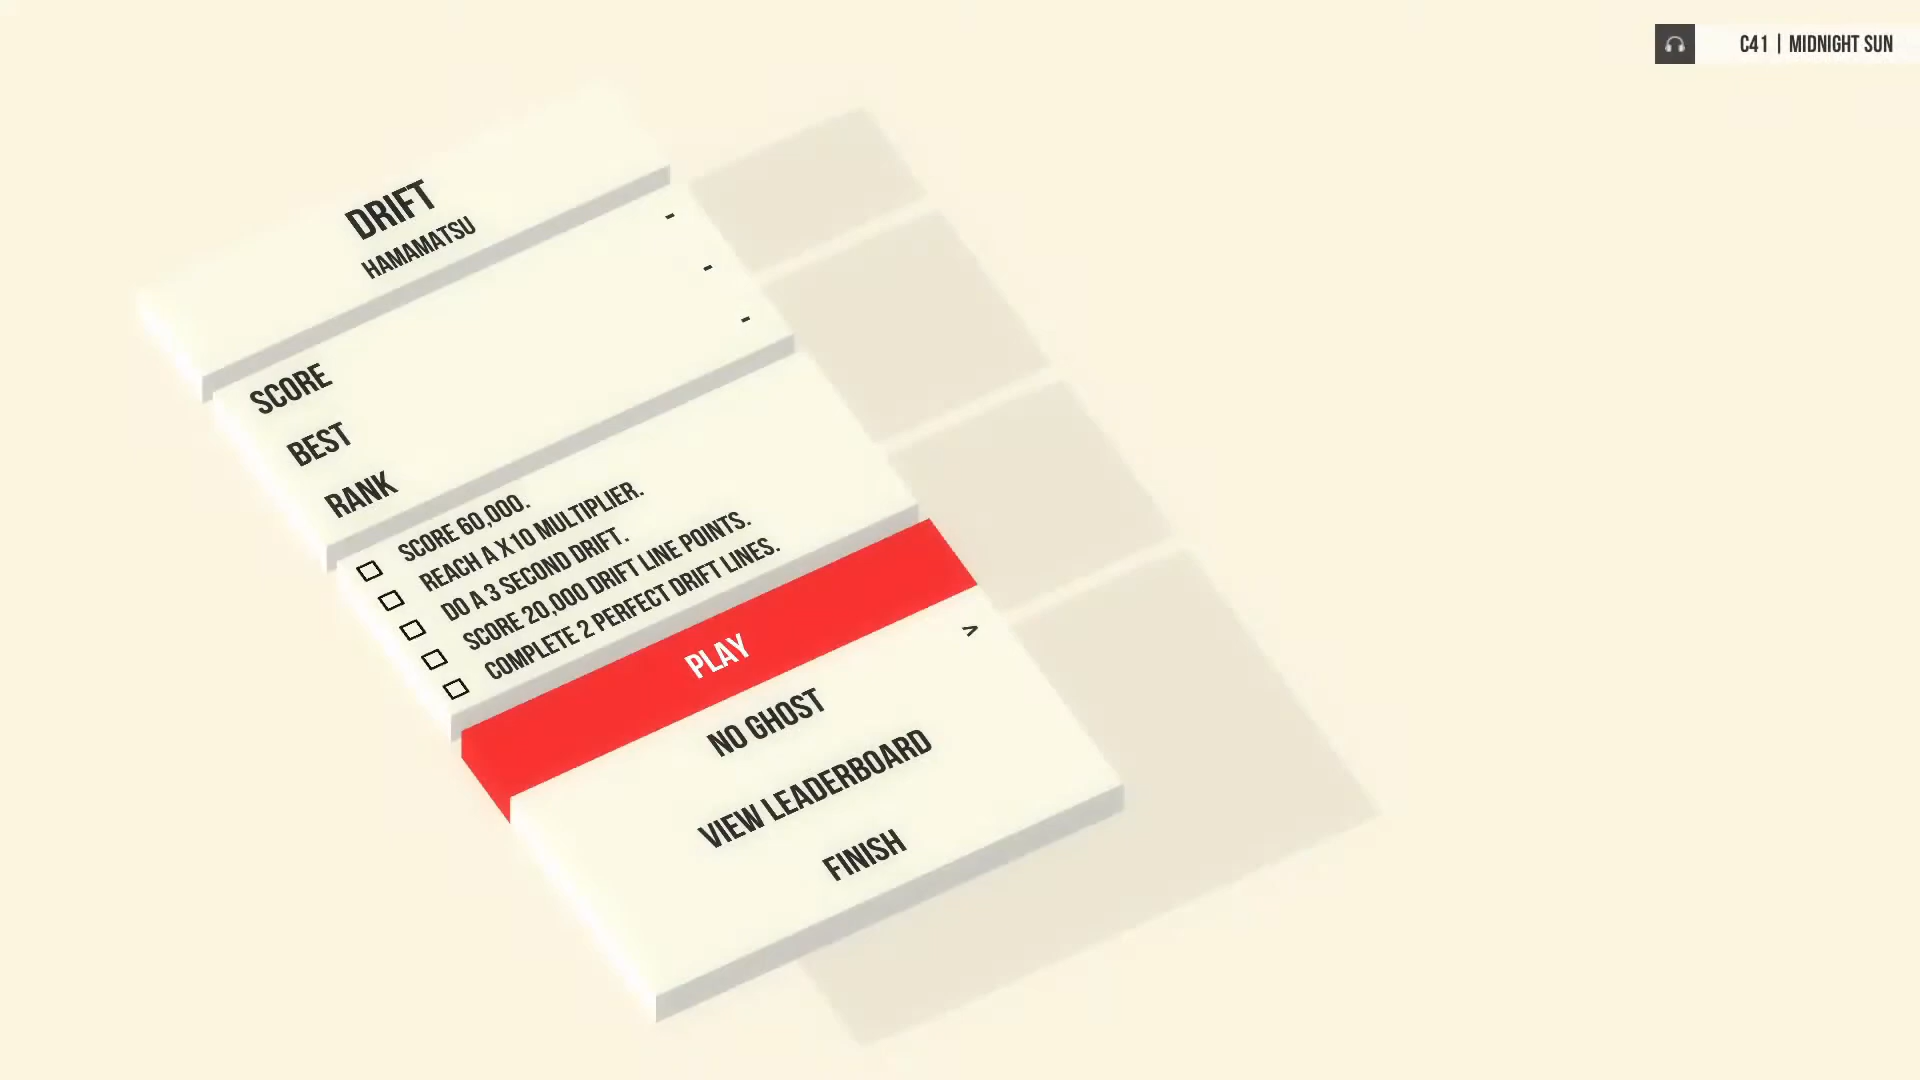 C41 | MIDNIGHT SUN
DRIFT
HAMAMATSU
SCORE -
BEST -
RANK -
SCORE 60,000.
REACH A X10 MULTIPLIER.
DO A 3 SECOND DRIFT.
SCORE 20,000 DRIFT LINE POINTS.
COMPLETE 2 PERFECT DRIFT LINES.
PLAY
NO GHOST >
VIEW LEADERBOARD
FINISH